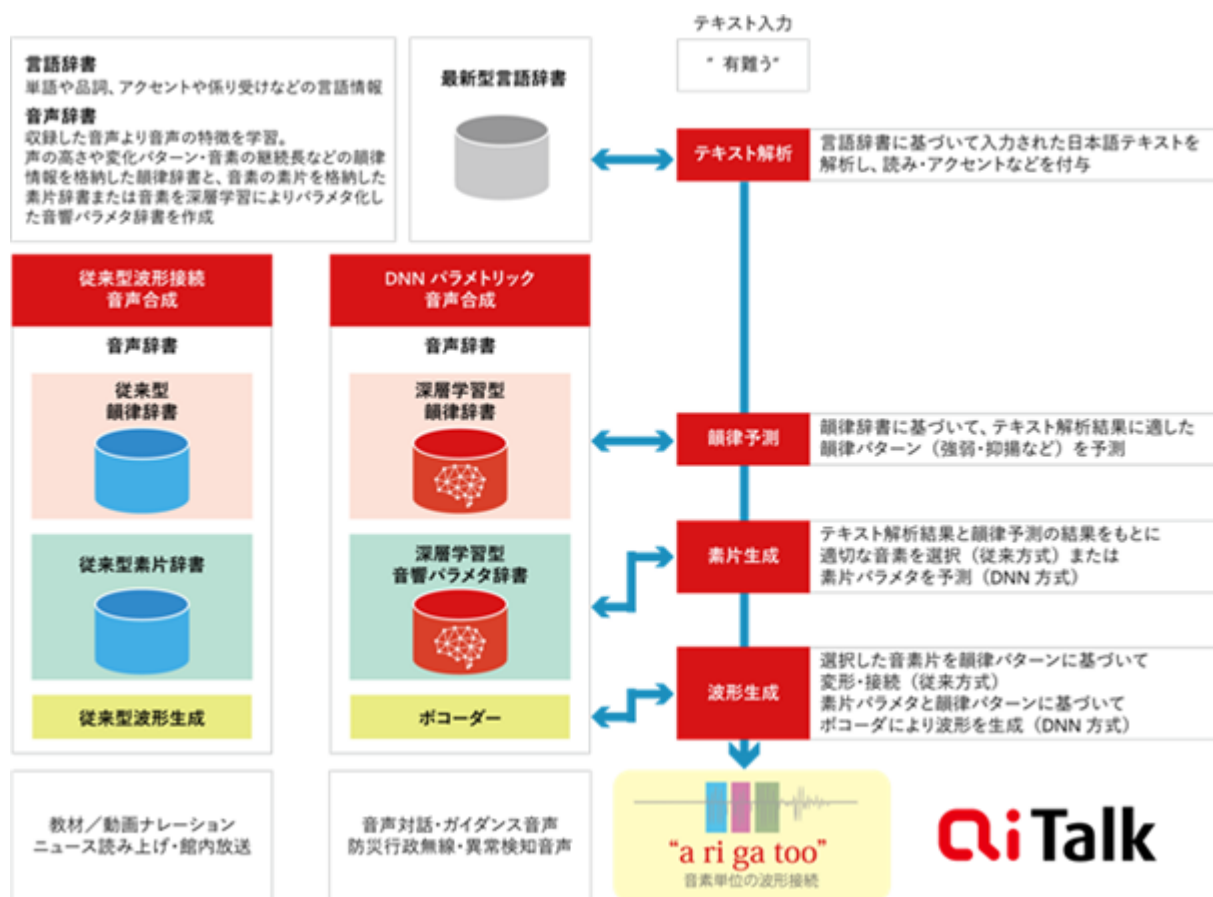 言語辞書
単語や品詞、アクセントや係り受けなどの言語情報
音声辞書
収録した音声より音声の特徴を学習。
声の高さや変化パターン・音素の継続長などの韻律
情報を格納した韻律辞書と、音素の素片を格納した
素片辞書または音素を深層学習によりパラメタ化し
た音響パラメタ辞書を作成
最新型言語辞書
テキスト入力
" 有難う"
テキスト解析
言語辞書に基づいて入力された日本語テキストを
解析し、読み・アクセントなどを付与
従来型波形接続
音声合成
音声辞書
従来型
韻律辞書
従来型素片辞書
従来型波形生成
教材／動画ナレーション
ニュース読み上げ・館内放送
DNN パラメトリック
音声合成
音声辞書
深層学習型
韻律辞書
深層学習型
音響パラメタ辞書
ボコーダー
音声対話・ガイダンス音声
防災行政無線・異常検知音声
韻律予測
韻律辞書に基づいて、テキスト解析結果に適した
韻律パターン（強弱・抑揚など）を予測
素片生成
テキスト解析結果と韻律予測の結果をもとに
適切な音素を選択（従来方式）または
素片パラメタを予測（DNN 方式）
波形生成
選択した音素片を韻律パターンに基づいて
変形・接続（従来方式）
素片パラメタと韻律パターンに基づいて
ボコーダにより波形を生成（DNN 方式）
“a ri ga too”
音素単位の波形接続
AiTalk